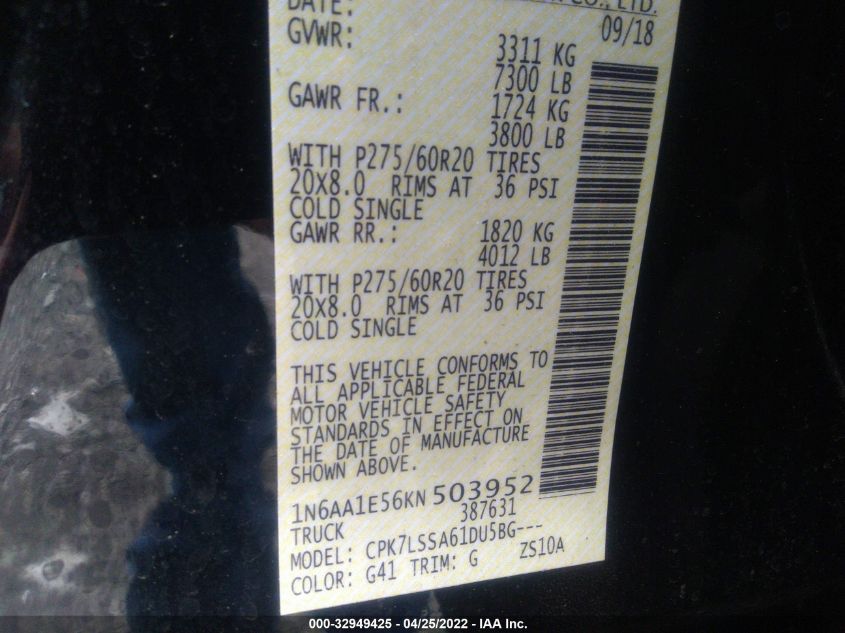 DATE: CO., LTD.
09/18
GVWR: 3311 KG
7300 LB
GAWR FR.: 1724 KG
3800 LB
WITH P275/60R20 TIRES
20X8.0 RIMS AT 36 PSI
COLD SINGLE
GAWR RR.: 1820 KG
4012 LB
WITH P275/60R20 TIRES
20X8.0 RIMS AT 36 PSI
COLD SINGLE
THIS VEHICLE CONFORMS TO
ALL APPLICABLE FEDERAL
MOTOR VEHICLE SAFETY
STANDARDS IN EFFECT ON
THE DATE OF MANUFACTURE
SHOWN ABOVE.
1N6AA1E56KN 503952
TRUCK 387631
MODEL: CPK7LSSA61DU5BG---
COLOR: G41 TRIM: G ZS10A
000-32949425 - 04/25/2022 - IAA Inc.